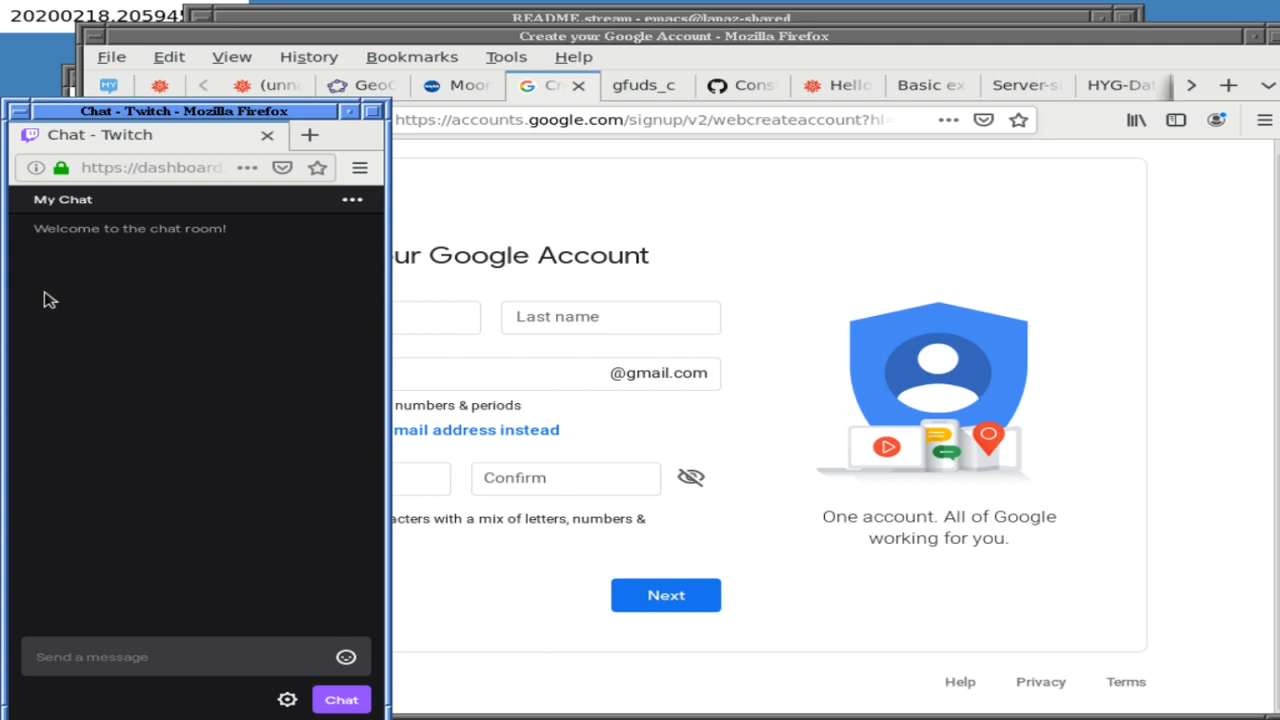 20200218.205945
README.stream - emacs@lanaz-shared
Create your Google Account - Mozilla Firefox
File Edit View History Bookmarks Tools Help
(unna GeoG Moon G Cr gfuds_c Cons Hello Basic ex Server-si HYG-Dat
https://accounts.google.com/signup/v2/webcreateaccount?hl=
Chat - Twitch - Mozilla Firefox
Chat - Twitch
https://dashboard.
My Chat
Welcome to the chat room!
Send a message
Chat
ur Google Account
Last name
@gmail.com
numbers & periods
mail address instead
Confirm
acters with a mix of letters, numbers &
Next
One account. All of Google
working for you.
Help Privacy Terms